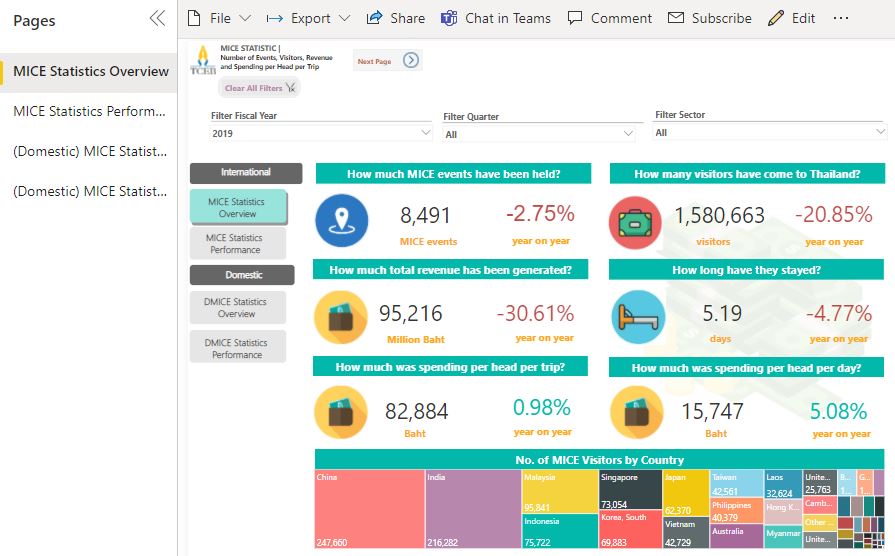 Pages
File
Export
Share
Chat in Teams
Comment
Subscribe
Edit
MICE Statistics Overview
MICE Statistics Perform...
(Domestic) MICE Statist...
(Domestic) MICE Statist...
TCEB
MICE STATISTIC |
Number of Events, Visitors, Revenue
and Spending per Head per Trip
Next Page
Clear All Filters
Filter Fiscal Year
2019
Filter Quarter
All
Filter Sector
All
International
MICE Statistics
Overview
MICE Statistics
Performance
Domestic
DMICE Statistics
Overview
DMICE Statistics
Performance
How much MICE events have been held?
8,491
MICE events
-2.75%
year on year
How many visitors have come to Thailand?
1,580,663
visitors
-20.85%
year on year
How much total revenue has been generated?
95,216
Million Baht
-30.61%
year on year
How long have they stayed?
5.19
days
-4.77%
year on year
How much was spending per head per trip?
82,884
Baht
0.98%
year on year
How much was spending per head per day?
15,747
Baht
5.08%
year on year
No. of MICE Visitors by Country
China
247,660
India
216,282
Malaysia
95,841
Indonesia
75,722
Singapore
73,054
Korea, South
69,883
Japan
62,370
Vietnam
42,729
Taiwan
42,561
Philippines
40,379
Australia
Laos
32,624
Hong K...
Myanmar
Unite...
25,763
Camb...
Other ...
Unite...
B...
1...
G...
1...